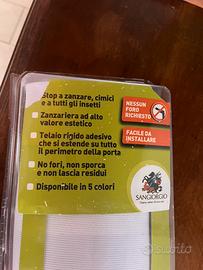 Stop a zanzare, cimici
e a tutti gli insetti
Zanzariera ad alto
valore estetico
Telaio rigido adesivo
che si estende su tutto
il perimetro della porta
No fori, non sporca
e non lascia residui
Disponibile in 5 colori
NESSUN
FORO
RICHIESTO
FACILE DA
INSTALLARE
SANGIORGIO
subito